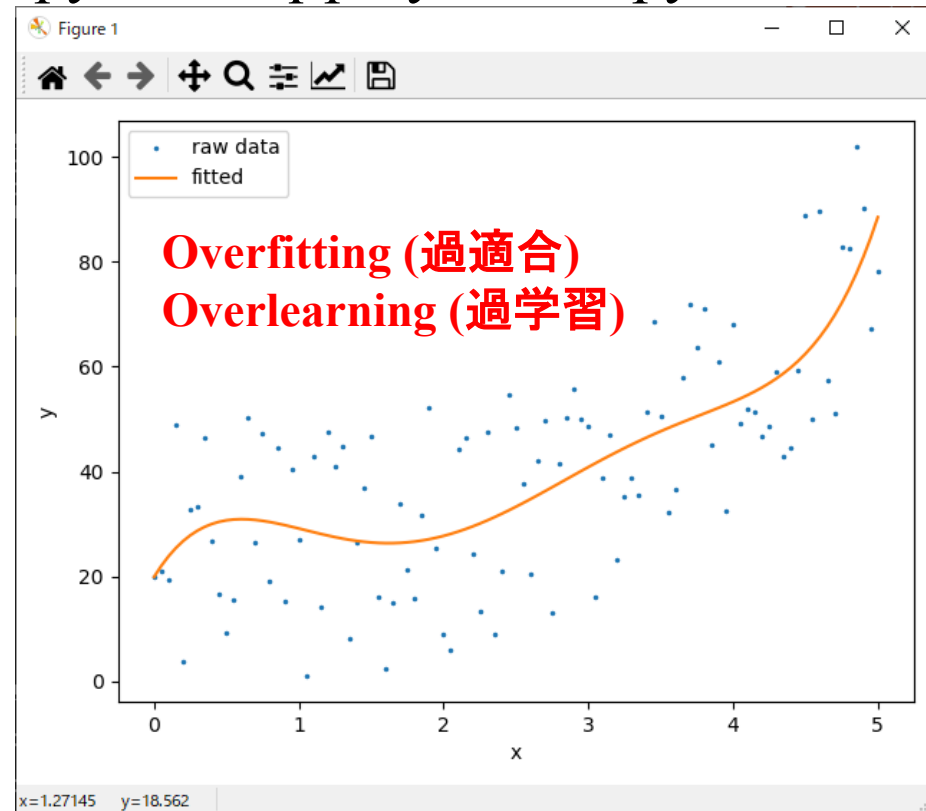 Figure 1
raw data
fitted
Overfitting (過適合)
Overlearning (過学習)
100
80
60
40
20
0
y
0 1 2 3 4 5
x
x=1.27145 y=18.562